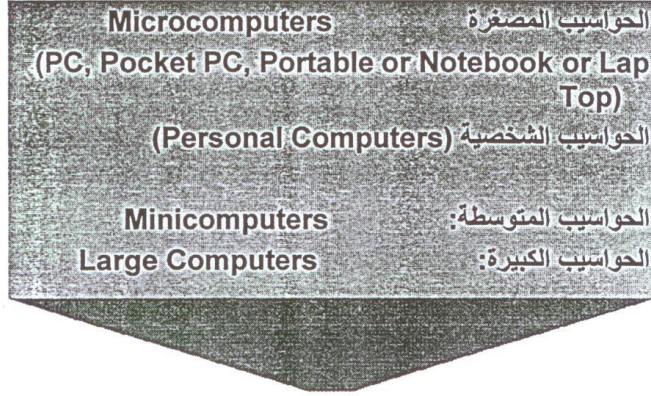 الحواسيب المصغرة Microcomputers
(PC, Pocket PC, Portable or Notebook or Lap
Top)
الحواسيب الشخصية (Personal Computers)
الحواسيب المتوسطة: Minicomputers
الحواسيب الكبيرة: Large Computers